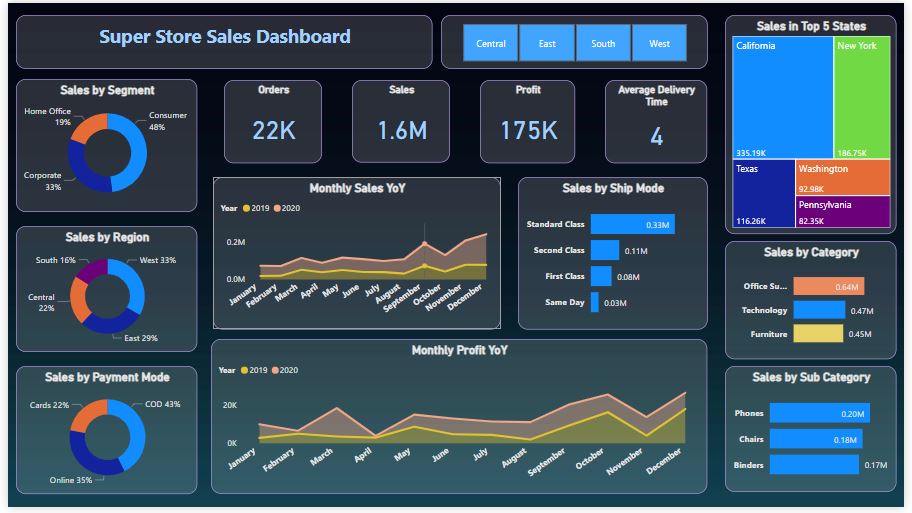 Super Store Sales Dashboard
Central
East
South
West
Sales in Top 5 States
California
335.19K
New York
186.75K
Texas
116.26K
Washington
92.98K
Pennsylvania
82.35K
Sales by Segment
Home Office
19%
Consumer
48%
Corporate
33%
Orders
22K
Sales
1.6M
Profit
175K
Average Delivery
Time
4
Monthly Sales YoY
Year 2019 2020
0.2M
0.0M
January
February
March
April
May
June
July
August
September
October
November
December
Sales by Ship Mode
Standard Class 0.33M
Second Class 0.11M
First Class 0.08M
Same Day 0.03M
Sales by Region
South 16%
West 33%
Central
22%
East 29%
Sales by Category
Office Su... 0.64M
Technology 0.47M
Furniture 0.45M
Sales by Payment Mode
Cards 22%
COD 43%
Online 35%
Monthly Profit YoY
Year 2019 2020
20K
0K
January
February
March
April
May
June
July
August
September
October
November
December
Sales by Sub Category
Phones 0.20M
Chairs 0.18M
Binders 0.17M